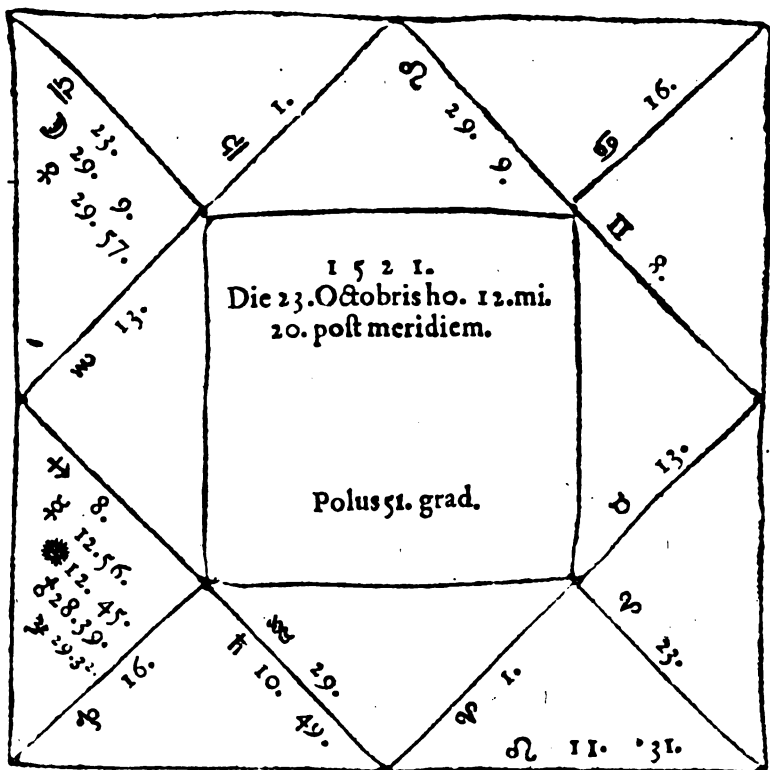 ♎ 23.
☽ 29. 9.
29. 57.
♎ 1.
♌ 29. 9.
♋ 16.
♊ 8.
♏ 13.
1 5 2 1.
Die 23.Octobris ho. 12.mi.
20. poſt meridiem.
Polus 51. grad.
♉ 13.
♐ 8.
12.56.
☉ 12. 45.
28.39.
♃ 29.32.
♑ 16.
♒ 29.
♄ 10. 49.
♈ 1.
♈ 23.
☊ 11. 31.